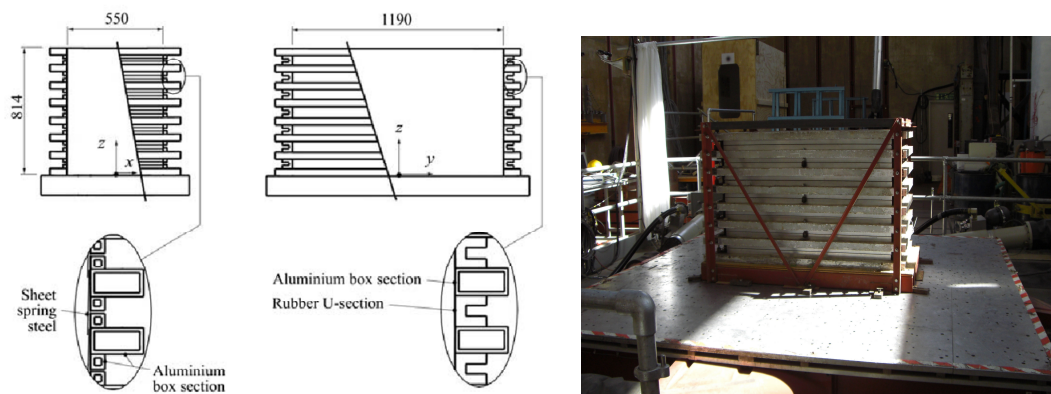 550
1190
814
z
x
z
y
Sheet
spring
steel
Aluminium
box section
Aluminium box section
Rubber U-section